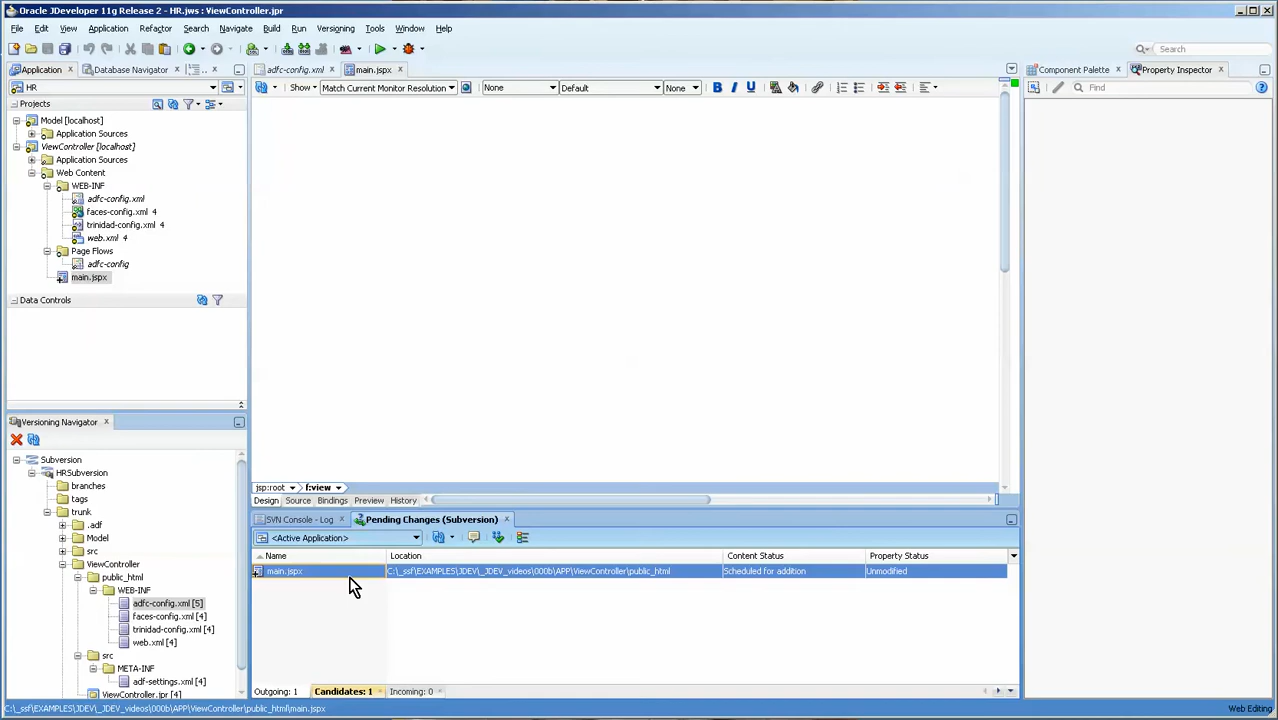 Oracle JDeveloper 11g Release 2 - HR.jws : ViewController.jpr
File Edit View Application Refactor Search Navigate Build Run Versioning Tools Window Help
Search
Application
Database Navigator
adfc-config.xml
main.jspx
Component Palette
Property Inspector
HR
Show
Match Current Monitor Resolution
None
Default
None
B I U
Find
Projects
Model [localhost]
Application Sources
ViewController [localhost]
Application Sources
Web Content
WEB-INF
adfc-config.xml
faces-config.xml 4
trinidad-config.xml 4
web.xml 4
Page Flows
adfc-config
main.jspx
Data Controls
Versioning Navigator
Subversion
HRSubversion
branches
tags
trunk
.adf
Model
src
ViewController
public_html
WEB-INF
adfc-config.xml [5]
faces-config.xml [4]
trinidad-config.xml [4]
web.xml [4]
src
META-INF
adf-settings.xml [4]
ViewController.jpr [4]
jsp:root f:view
Design Source Bindings Preview History
SVN Console - Log
Pending Changes (Subversion)
<Active Application>
Name Location Content Status Property Status
main.jspx C:\_ssf\EXAMPLES\JDEV\_JDEV_videos\000b\APP\ViewController\public_html Scheduled for addition Unmodified
Outgoing: 1 Candidates: 1 Incoming: 0
C:\_ssf\EXAMPLES\JDEV\_JDEV_videos\000b\APP\ViewController\public_html\main.jspx
Web Editing